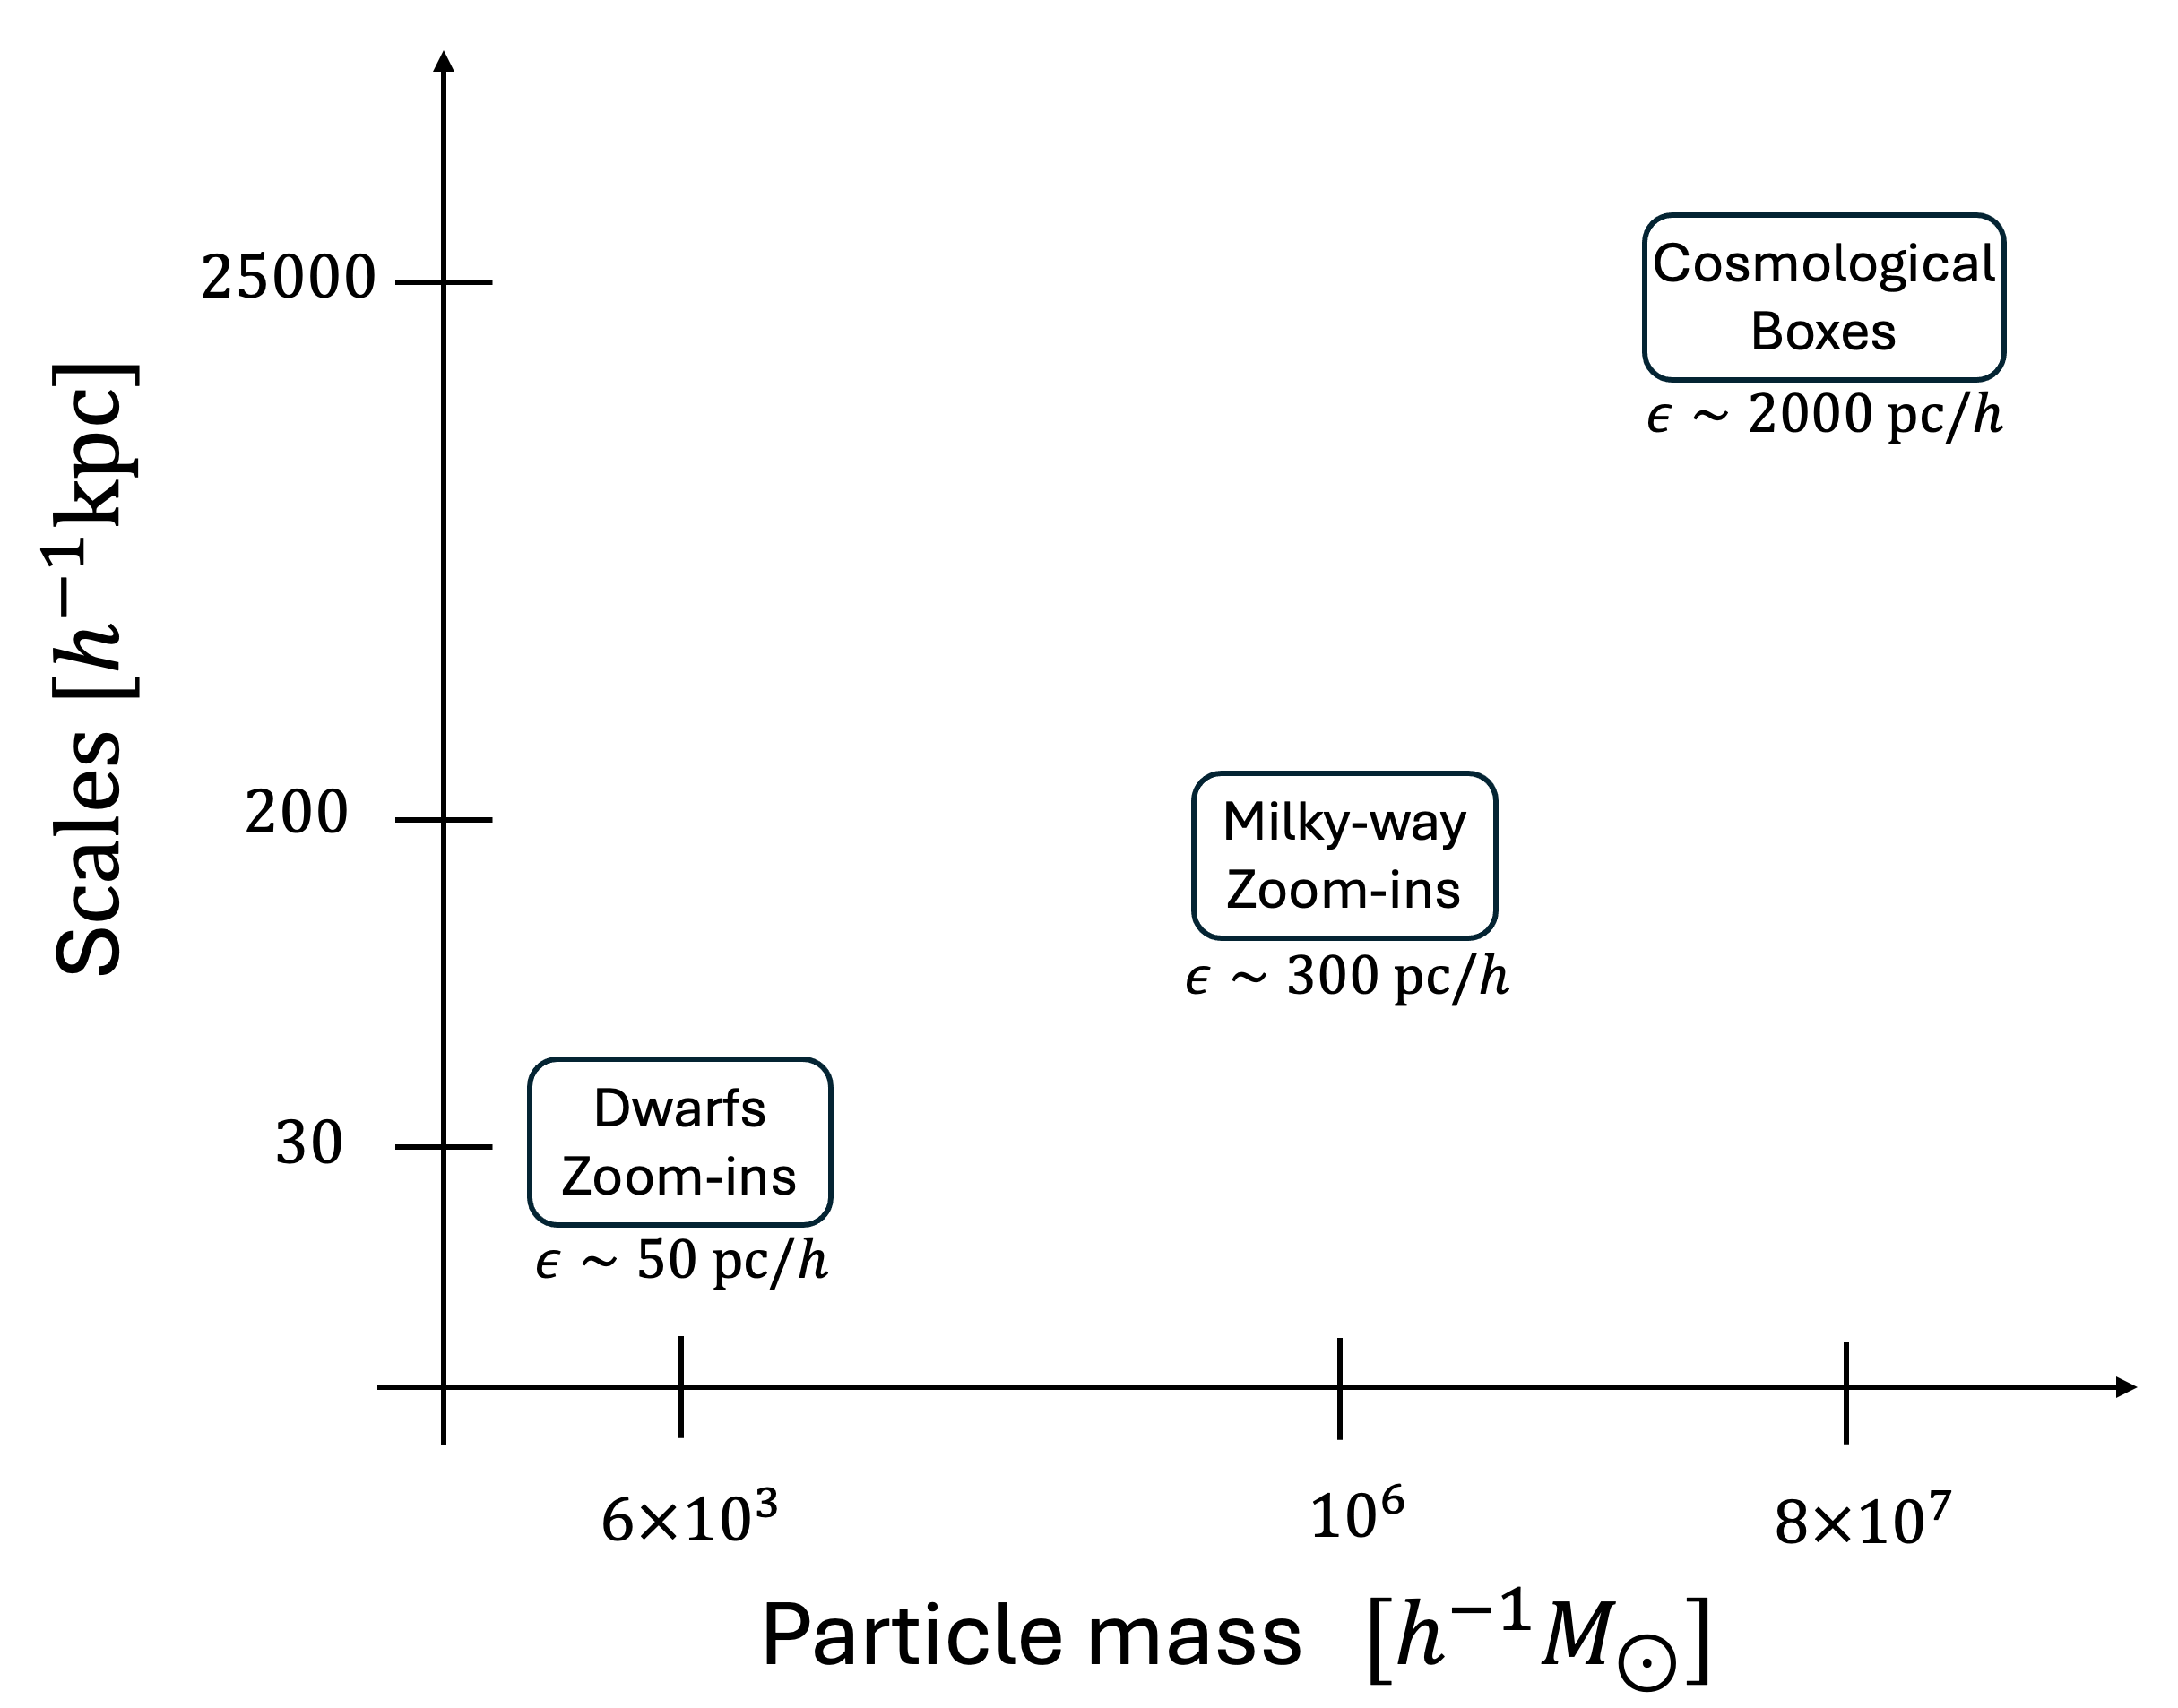 25000
Cosmological
Boxes
ϵ ~ 2000 pc/h
Scales [h⁻¹kpc]
200
Milky-way
Zoom-ins
ϵ ~ 300 pc/h
30
Dwarfs
Zoom-ins
ϵ ~ 50 pc/h
6×10³
10⁶
8×10⁷
Particle mass [h⁻¹M⊙]